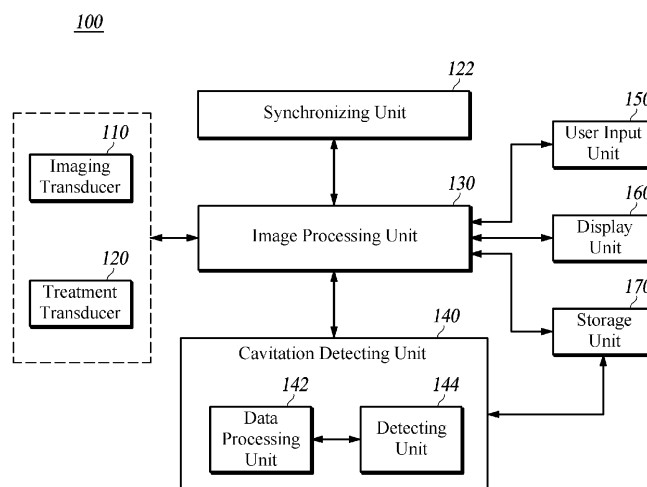 100
122
Synchronizing Unit
110
Imaging
Transducer
120
Treatment
Transducer
130
Image Processing Unit
150
User Input
Unit
160
Display
Unit
170
Storage
Unit
140
Cavitation Detecting Unit
142
Data
Processing
Unit
144
Detecting
Unit